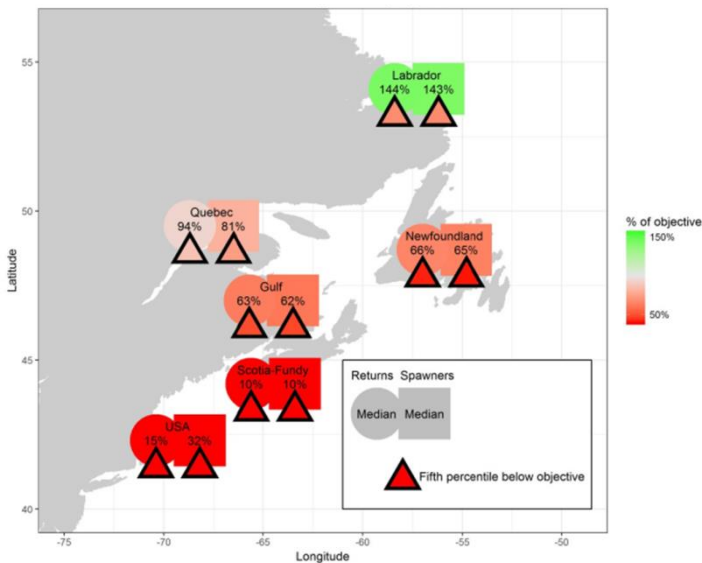 55
50
45
40
Latitude
-75
-70
-65
-60
-55
-50
Longitude
Labrador
144% 143%
Quebec
94% 81%
Newfoundland
66% 65%
Gulf
63% 62%
Scotia-Fundy
10% 10%
USA
15% 32%
Returns Spawners
Median Median
Fifth percentile below objective
% of objective
150%
50%